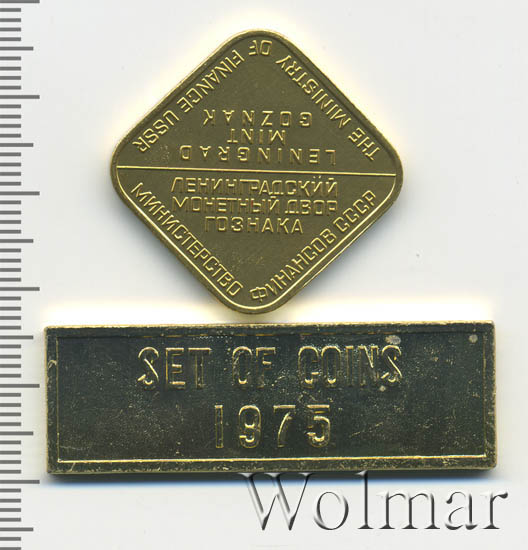 THE MINISTRY OF FINANCE USSR
LENINGRAD
MINT
GOZNAK
ЛЕНИНГРАДСКИЙ
МОНЕТНЫЙ ДВОР
ГОЗНАКА
МИНИСТЕРСТВО ФИНАНСОВ СССР
SET OF COINS
1975
Wolmar